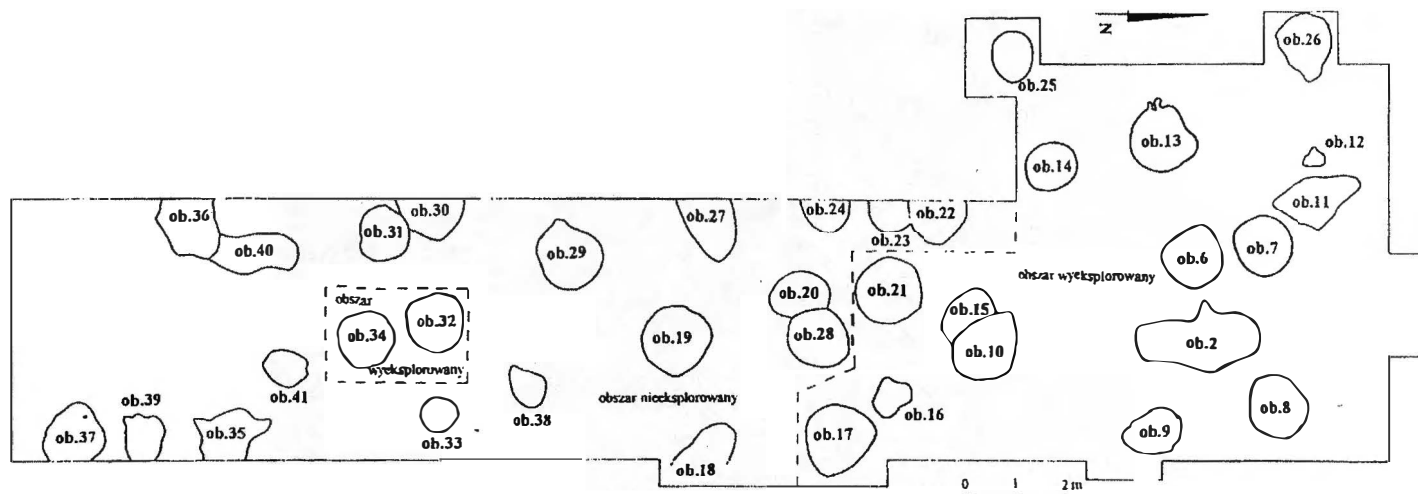 N
ob.26
ob.25
ob.13
ob.12
ob.14
ob.11
ob.36
ob.30
ob.27
ob.24
ob.22
ob.31
ob.23
ob.40
ob.29
ob.6
ob.7
obszar wyeksplorowany
obszar
ob.20
ob.21
ob.32
ob.15
ob.34
ob.19
ob.28
ob.10
ob.2
wyeksplorowany
ob.41
ob.39
obszar nieeksplorowany
ob.16
ob.8
ob.38
ob.37
ob.35
ob.33
ob.17
ob.9
ob.18
0 1 2 m